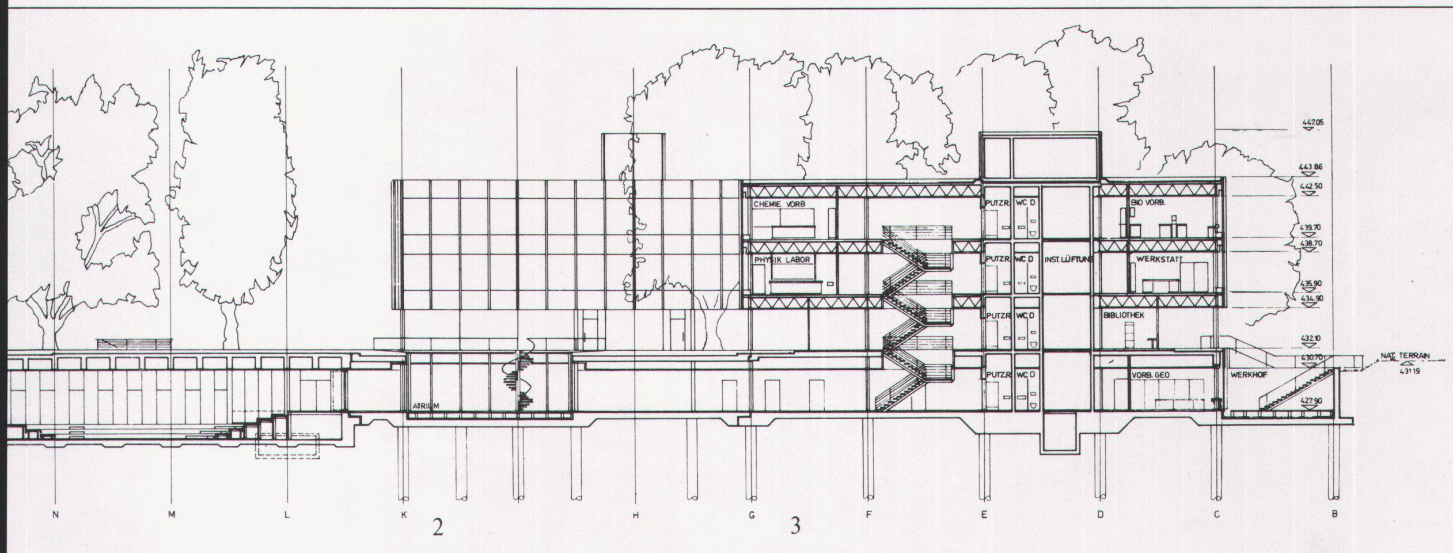 447.05
443.86
442.50
CHEMIE VORB.
PUTZR. WC D
BIO VORB.
439.70
438.70
PHYSIK LABOR
PUTZR. WC D
INST. LÜFTUNG
WERKSTATT
435.90
434.90
PUTZR. WC D
BIBLIOTHEK
432.10
430.70
NAT. TERRAIN
431.19
ATRIUM
PUTZR. WC D
VORB. GEO
WERKHOF
427.90
N M L K H G F E D C B
2 3